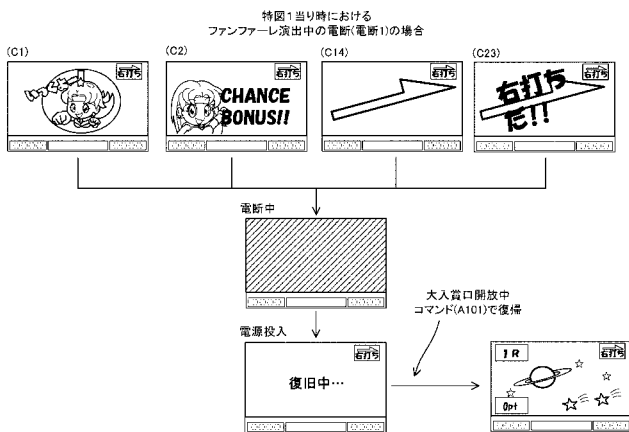 特図1当り時における
ファンファーレ演出中の電断(電断1)の場合
(C1)
(C2)
(C14)
(C23)
右打ち
右打ち
CHANCE
BONUS!!
右打ち
右打ち
右打ち
だ!!
電断中
大入賞口開放中
コマンド(A101)で復帰
電源投入
右打ち
復旧中…
1R
右打ち
0pt